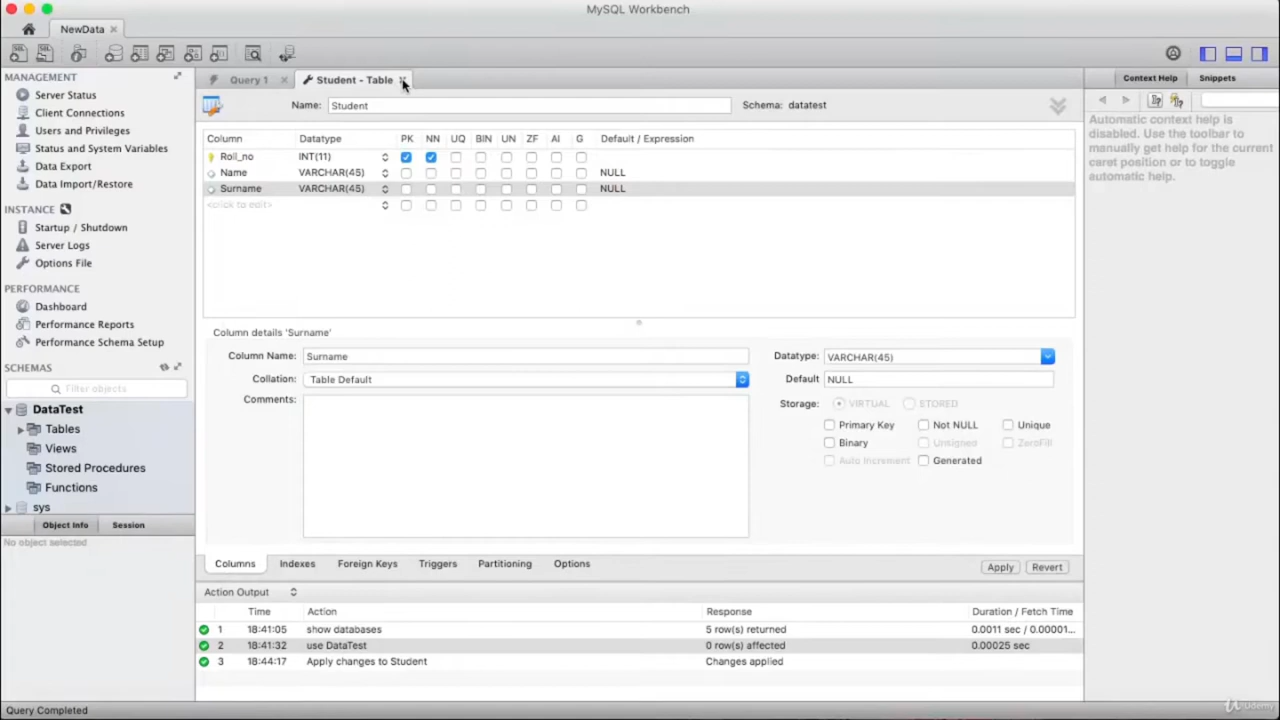 MySQL Workbench
NewData
MANAGEMENT
Server Status
Client Connections
Users and Privileges
Status and System Variables
Data Export
Data Import/Restore
INSTANCE
Startup / Shutdown
Server Logs
Options File
PERFORMANCE
Dashboard
Performance Reports
Performance Schema Setup
SCHEMAS
Filter objects
DataTest
Tables
Views
Stored Procedures
Functions
sys
Object Info Session
No object selected
Query 1 Student - Table
Name: Student Schema: datatest
Column Datatype PK NN UQ BIN UN ZF AI G Default / Expression
Roll_no INT(11)
Name VARCHAR(45) NULL
Surname VARCHAR(45) NULL
<click to edit>
Column details 'Surname'
Column Name: Surname
Collation: Table Default
Comments:
Datatype: VARCHAR(45)
Default NULL
Storage: VIRTUAL STORED
Primary Key Not NULL Unique
Binary Unsigned ZeroFill
Auto Increment Generated
Columns Indexes Foreign Keys Triggers Partitioning Options Apply Revert
Action Output
Time Action Response Duration / Fetch Time
1 18:41:05 show databases 5 row(s) returned 0.0011 sec / 0.00001...
2 18:41:32 use DataTest 0 row(s) affected 0.00025 sec
3 18:44:17 Apply changes to Student Changes applied
Context Help Snippets
Automatic context help is
disabled. Use the toolbar to
manually get help for the current
caret position or to toggle
automatic help.
Query Completed
Udemy